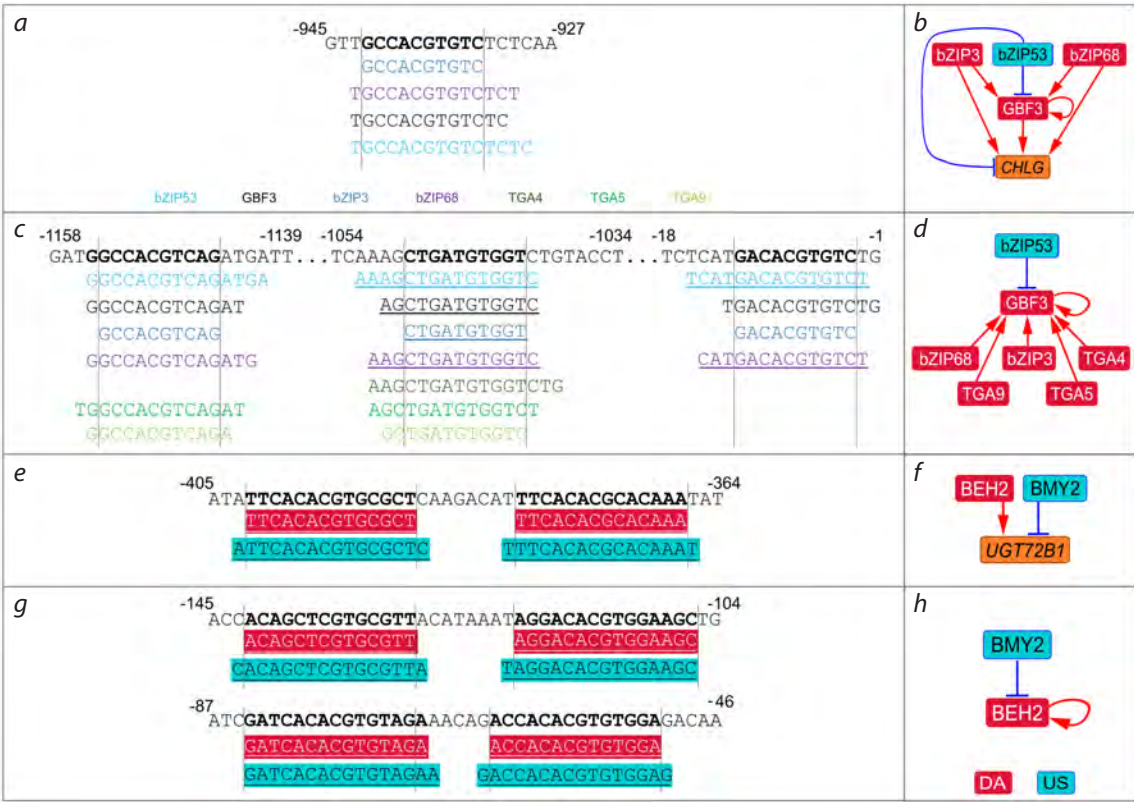 a
-945 -927
GTTGCCACGTGTCTCTCAA
GCCACGTGTC
TGCCACGTGTCTCT
TGCCACGTGTCTC
TGCCACGTGTCTCTC
bZIP53 GBF3 bZIP3 bZIP68 TGA4 TGA5 TGA9
b
bZIP3 bZIP53 bZIP68
GBF3
CHLG
c
-1158 -1139 -1054 -1034 -18 -1
GATGGCCACGTCAGATGATT...TCAAAGCTGATGTGGTCTGTACCT...TCTCATGACACGTGTCTG
GGCCACGTCAGATGA AAAGCTGATGTGGTC TCATGACACGTGTCT
GGCCACGTCAGAT AGCTGATGTGGTC TGACACGTGTCTG
GCCACGTCAG CTGATGTGGT GACACGTGTC
GGCCACGTCAGATG AAGCTGATGTGGTC CATGACACGTGTCT
AAGCTGATGTGGTCTG
TGGCCACGTCAGAT AGCTGATGTGGTCT
GGCCACGTCAGA GCTGATGTGGTC
d
bZIP53
GBF3
bZIP68 bZIP3 TGA4
TGA9 TGA5
e
-405 -364
ATATTCACACGTGCGCTCAAGACATTTCACACGCACAAATAT
TTCACACGTGCGCT TTCACACGCACAAA
ATTCACACGTGCGCTC TTTCACACGCACAAAT
f
BEH2 BMY2
UGT72B1
g
-145 -104
ACCACAGCTCGTGCGTTACATAAATAGGACACGTGGAAGCTG
ACAGCTCGTGCGTT AGGACACGTGGAAGC
CACAGCTCGTGCGTTA TAGGACACGTGGAAGC
-87 -46
ATCGATCACACGTGTAGAAACAGACCACACGTGTGGAGACAA
GATCACACGTGTAGA ACCACACGTGTGGA
GATCACACGTGTAGAA GACCACACGTGTGGAG
h
BMY2
BEH2
DA US